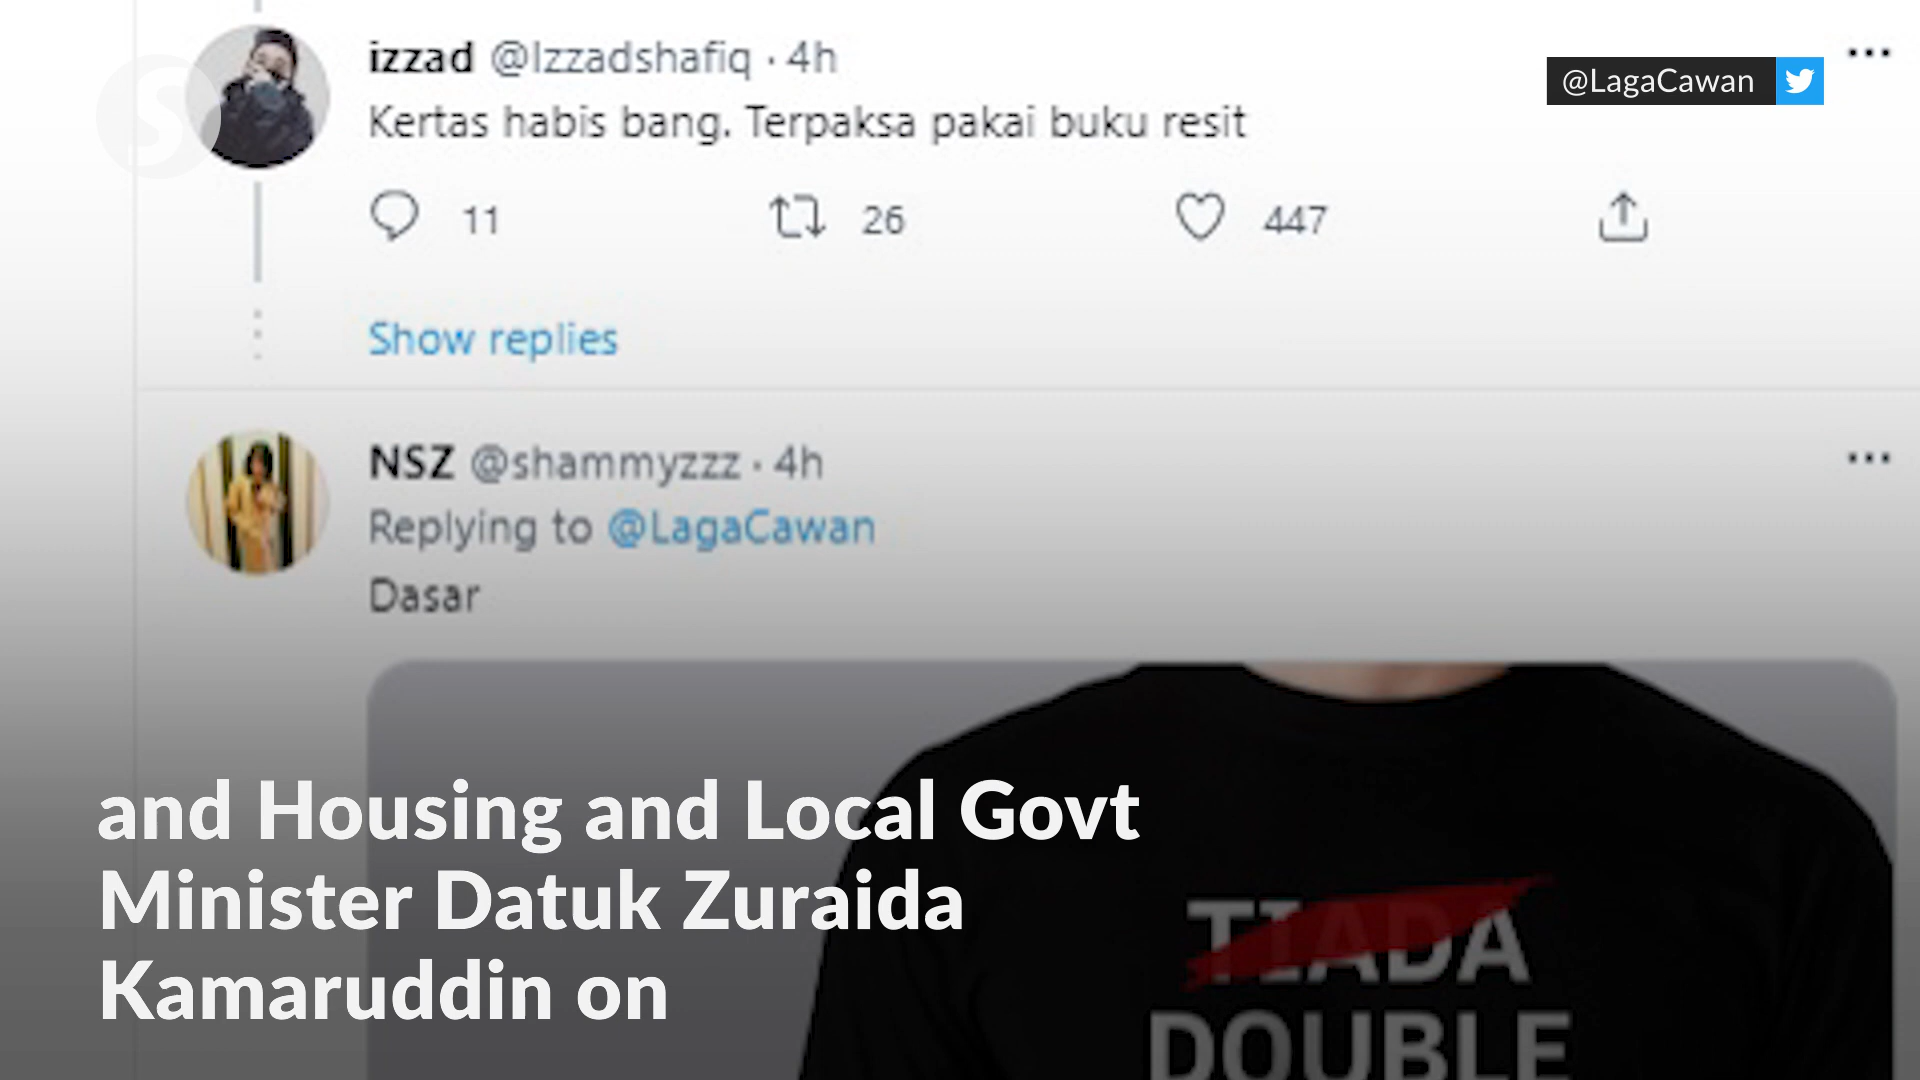 izzad @Izzadshafiq · 4h
@LagaCawan
Kertas habis bang. Terpaksa pakai buku resit
11 26 447
Show replies
NSZ @shammyzzz · 4h
Replying to @LagaCawan
Dasar
and Housing and Local Govt
Minister Datuk Zuraida
Kamaruddin on
TIADA
DOUBLE
S